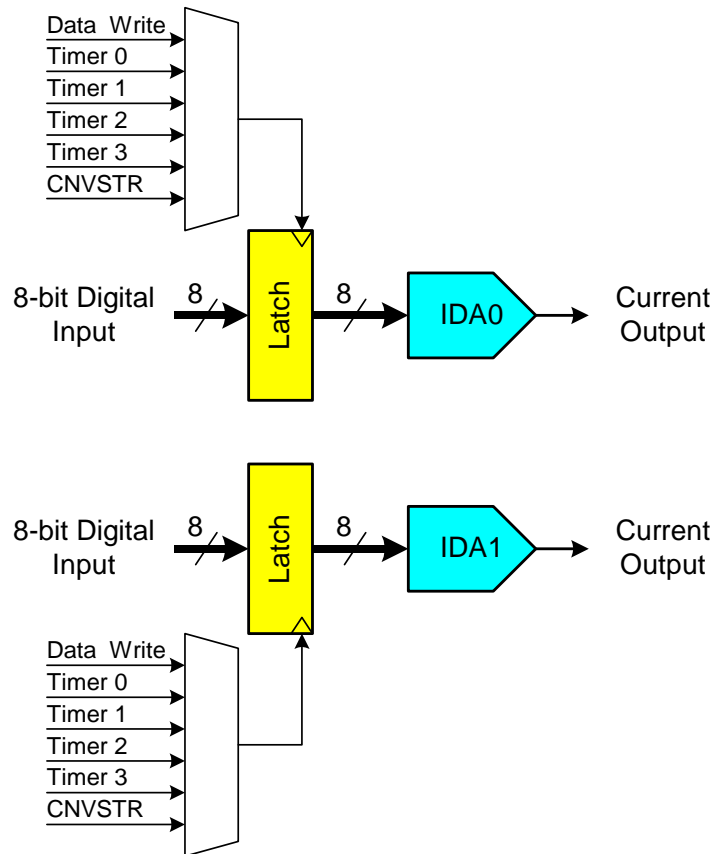 Data Write
Timer 0
Timer 1
Timer 2
Timer 3
CNVSTR
8-bit Digital
Input
8
Latch
8
IDA0
Current
Output
8-bit Digital
Input
8
Latch
8
IDA1
Current
Output
Data Write
Timer 0
Timer 1
Timer 2
Timer 3
CNVSTR